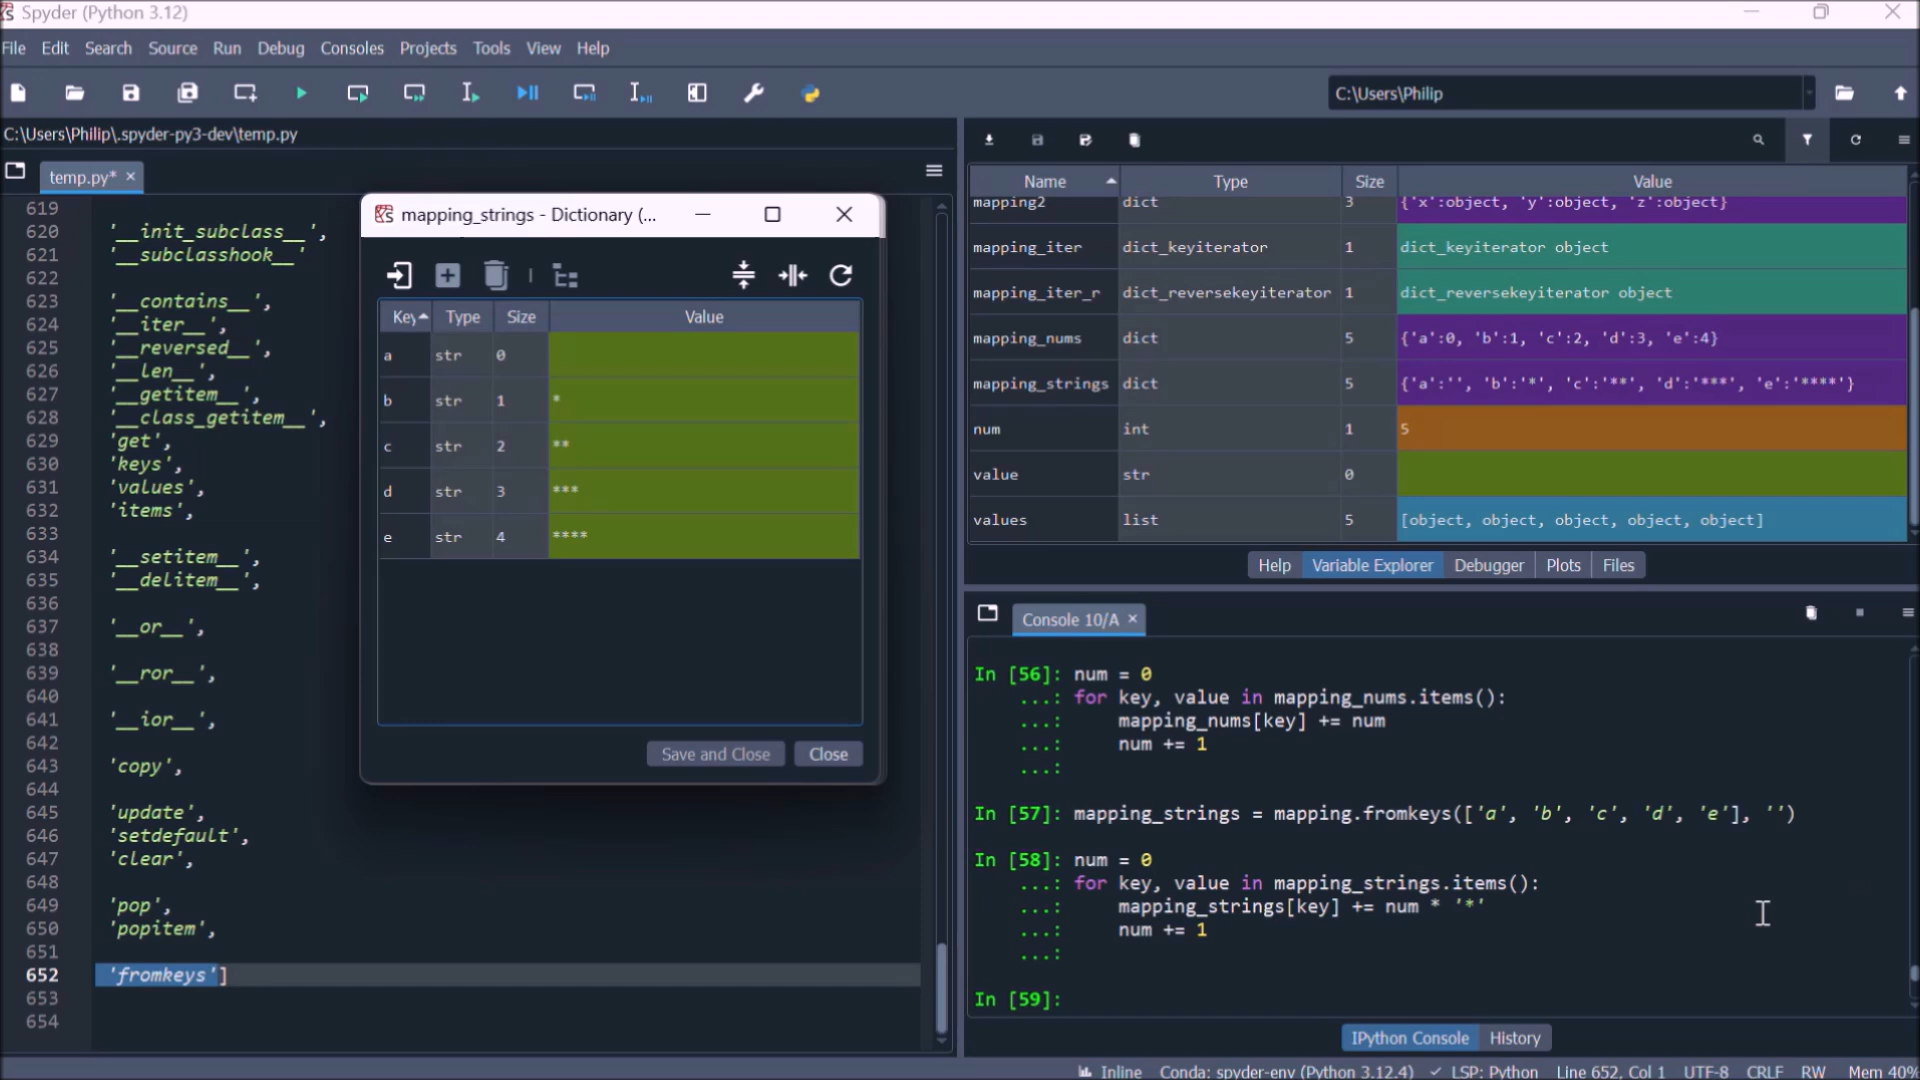 Spyder (Python 3.12)
File Edit Search Source Run Debug Consoles Projects Tools View Help
C:\Users\Philip
C:\Users\Philip\.spyder-py3-dev\temp.py
temp.py*
619
620 '__init_subclass__',
621 '__subclasshook__'
622
623 '__contains__',
624 '__iter__',
625 '__reversed__',
626 '__len__',
627 '__getitem__',
628 '__class_getitem__',
629 'get',
630 'keys',
631 'values',
632 'items',
633
634 '__setitem__',
635 '__delitem__',
636
637 '__or__',
638
639 '__ror__',
640
641 '__ior__',
642
643 'copy',
644
645 'update',
646 'setdefault',
647 'clear',
648
649 'pop',
650 'popitem',
651
652 'fromkeys']
653
654
mapping_strings - Dictionary (...
Key Type Size Value
a str 0
b str 1 *
c str 2 **
d str 3 ***
e str 4 ****
Save and Close Close
Name Type Size Value
mapping2 dict 3 {'x':object, 'y':object, 'z':object}
mapping_iter dict_keyiterator 1 dict_keyiterator object
mapping_iter_r dict_reversekeyiterator 1 dict_reversekeyiterator object
mapping_nums dict 5 {'a':0, 'b':1, 'c':2, 'd':3, 'e':4}
mapping_strings dict 5 {'a':'', 'b':'*', 'c':'**', 'd':'***', 'e':'****'}
num int 1 5
value str 0
values list 5 [object, object, object, object, object]
Help Variable Explorer Debugger Plots Files
Console 10/A
In [56]: num = 0
...: for key, value in mapping_nums.items():
...: mapping_nums[key] += num
...: num += 1
...:
In [57]: mapping_strings = mapping.fromkeys(['a', 'b', 'c', 'd', 'e'], '')
In [58]: num = 0
...: for key, value in mapping_strings.items():
...: mapping_strings[key] += num * '*'
...: num += 1
...:
In [59]:
IPython Console History
Inline Conda: spyder-env (Python 3.12.4) LSP: Python Line 652, Col 1 UTF-8 CRLF RW Mem 40%